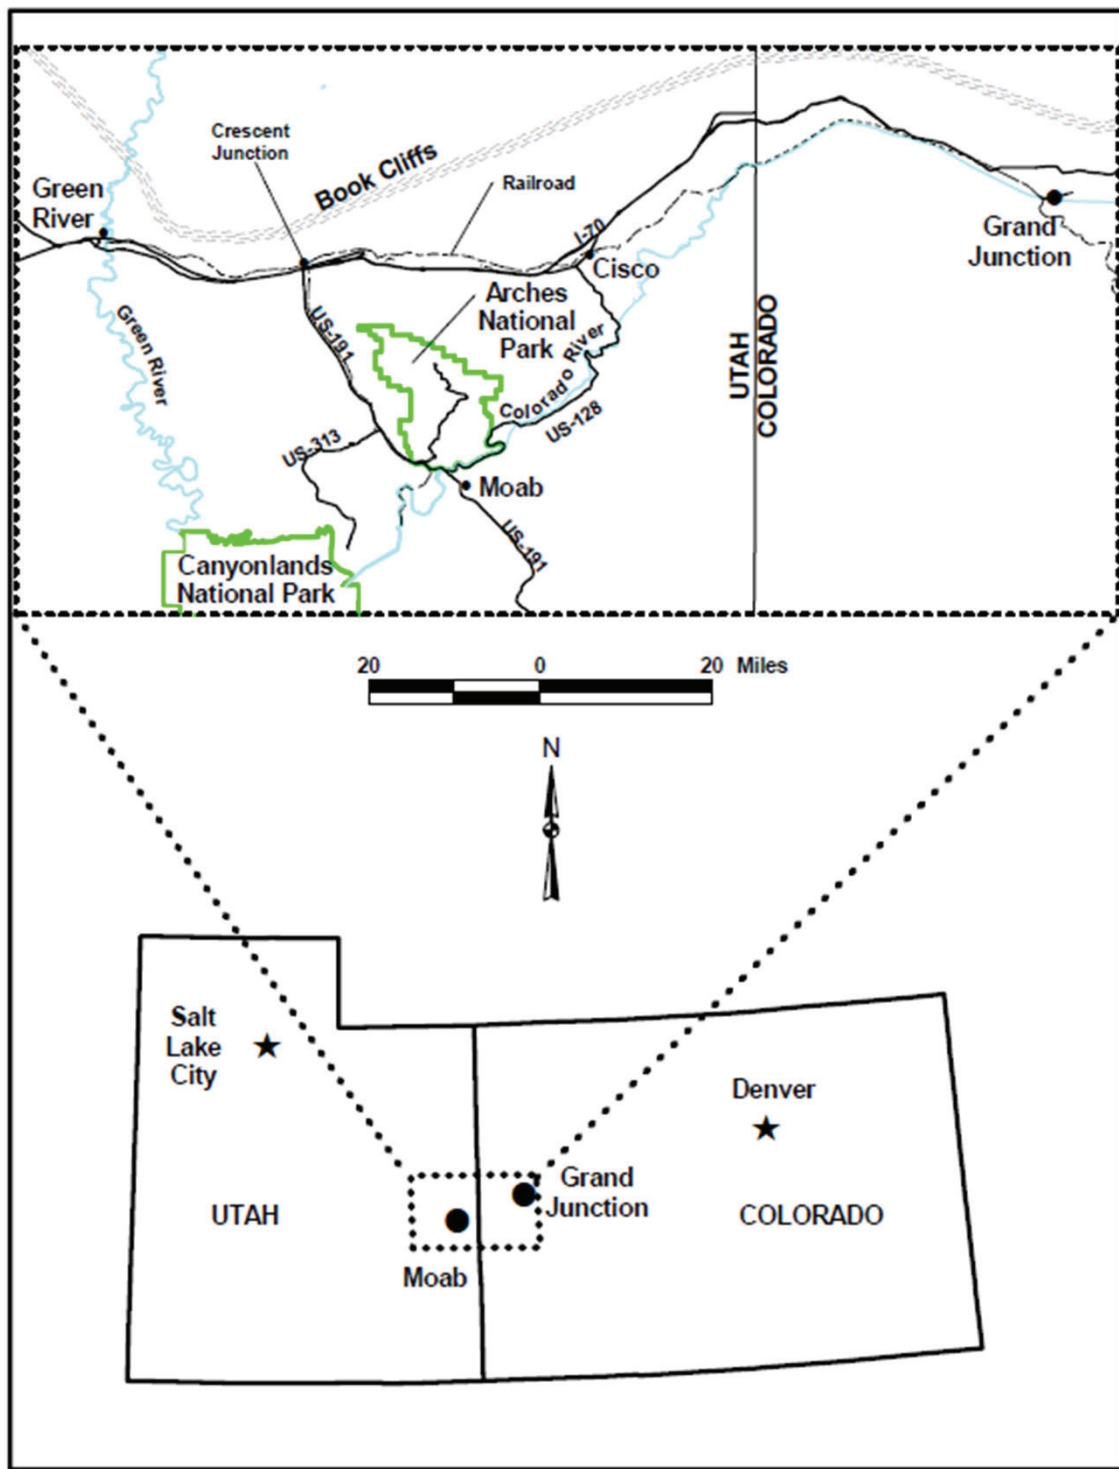 Crescent
Junction
Book Cliffs
Railroad
Green
River
I-70
Grand
Junction
Cisco
Arches
National
Park
Green River
US-191
Colorado River
UTAH
COLORADO
US-128
US-313
Moab
US-191
Canyonlands
National Park
20 0 20 Miles
N
Salt
Lake
City
Denver
Grand
Junction
UTAH
COLORADO
Moab